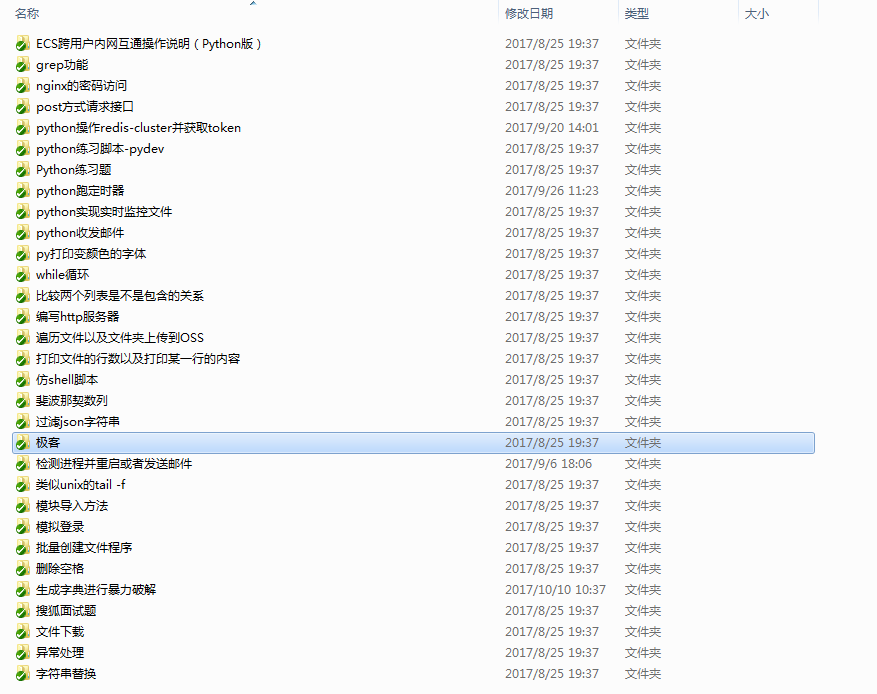 名称 修改日期 类型 大小
ECS跨用户内网互通操作说明（Python版） 2017/8/25 19:37 文件夹
grep功能 2017/8/25 19:37 文件夹
nginx的密码访问 2017/8/25 19:37 文件夹
post方式请求接口 2017/8/25 19:37 文件夹
python操作redis-cluster并获取token 2017/9/20 14:01 文件夹
python练习脚本-pydev 2017/8/25 19:37 文件夹
Python练习题 2017/8/25 19:37 文件夹
python跑定时器 2017/9/26 11:23 文件夹
python实现实时监控文件 2017/8/25 19:37 文件夹
python收发邮件 2017/8/25 19:37 文件夹
py打印变颜色的字体 2017/8/25 19:37 文件夹
while循环 2017/8/25 19:37 文件夹
比较两个列表是不是包含的关系 2017/8/25 19:37 文件夹
编写http服务器 2017/8/25 19:37 文件夹
遍历文件以及文件夹上传到OSS 2017/8/25 19:37 文件夹
打印文件的行数以及打印某一行的内容 2017/8/25 19:37 文件夹
仿shell脚本 2017/8/25 19:37 文件夹
斐波那契数列 2017/8/25 19:37 文件夹
过滤json字符串 2017/8/25 19:37 文件夹
极客 2017/8/25 19:37 文件夹
检测进程并重启或者发送邮件 2017/9/6 18:06 文件夹
类似unix的tail -f 2017/8/25 19:37 文件夹
模块导入方法 2017/8/25 19:37 文件夹
模拟登录 2017/8/25 19:37 文件夹
批量创建文件程序 2017/8/25 19:37 文件夹
删除空格 2017/8/25 19:37 文件夹
生成字典进行暴力破解 2017/10/10 10:37 文件夹
搜狐面试题 2017/8/25 19:37 文件夹
文件下载 2017/8/25 19:37 文件夹
异常处理 2017/8/25 19:37 文件夹
字符串替换 2017/8/25 19:37 文件夹